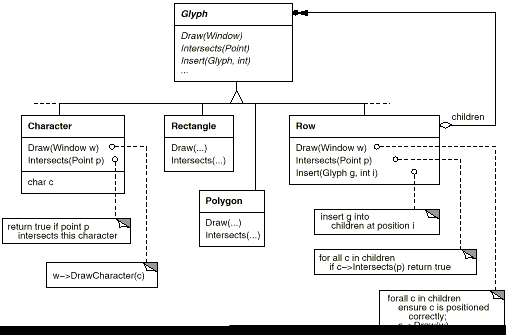 Glyph
Draw(Window)
Intersects(Point)
Insert(Glyph, int)
...
children
Character
Draw(Window w)
Intersects(Point p)
char c
Rectangle
Draw(...)
Intersects(...)
Row
Draw(Window w)
Intersects(Point p)
Insert(Glyph g, int i)
Polygon
Draw(...)
Intersects(...)
return true if point p
intersects this character
w->DrawCharacter(c)
insert g into
children at position i
for all c in children
if c->Intersects(p) return true
forall c in children
ensure c is positioned
correctly;